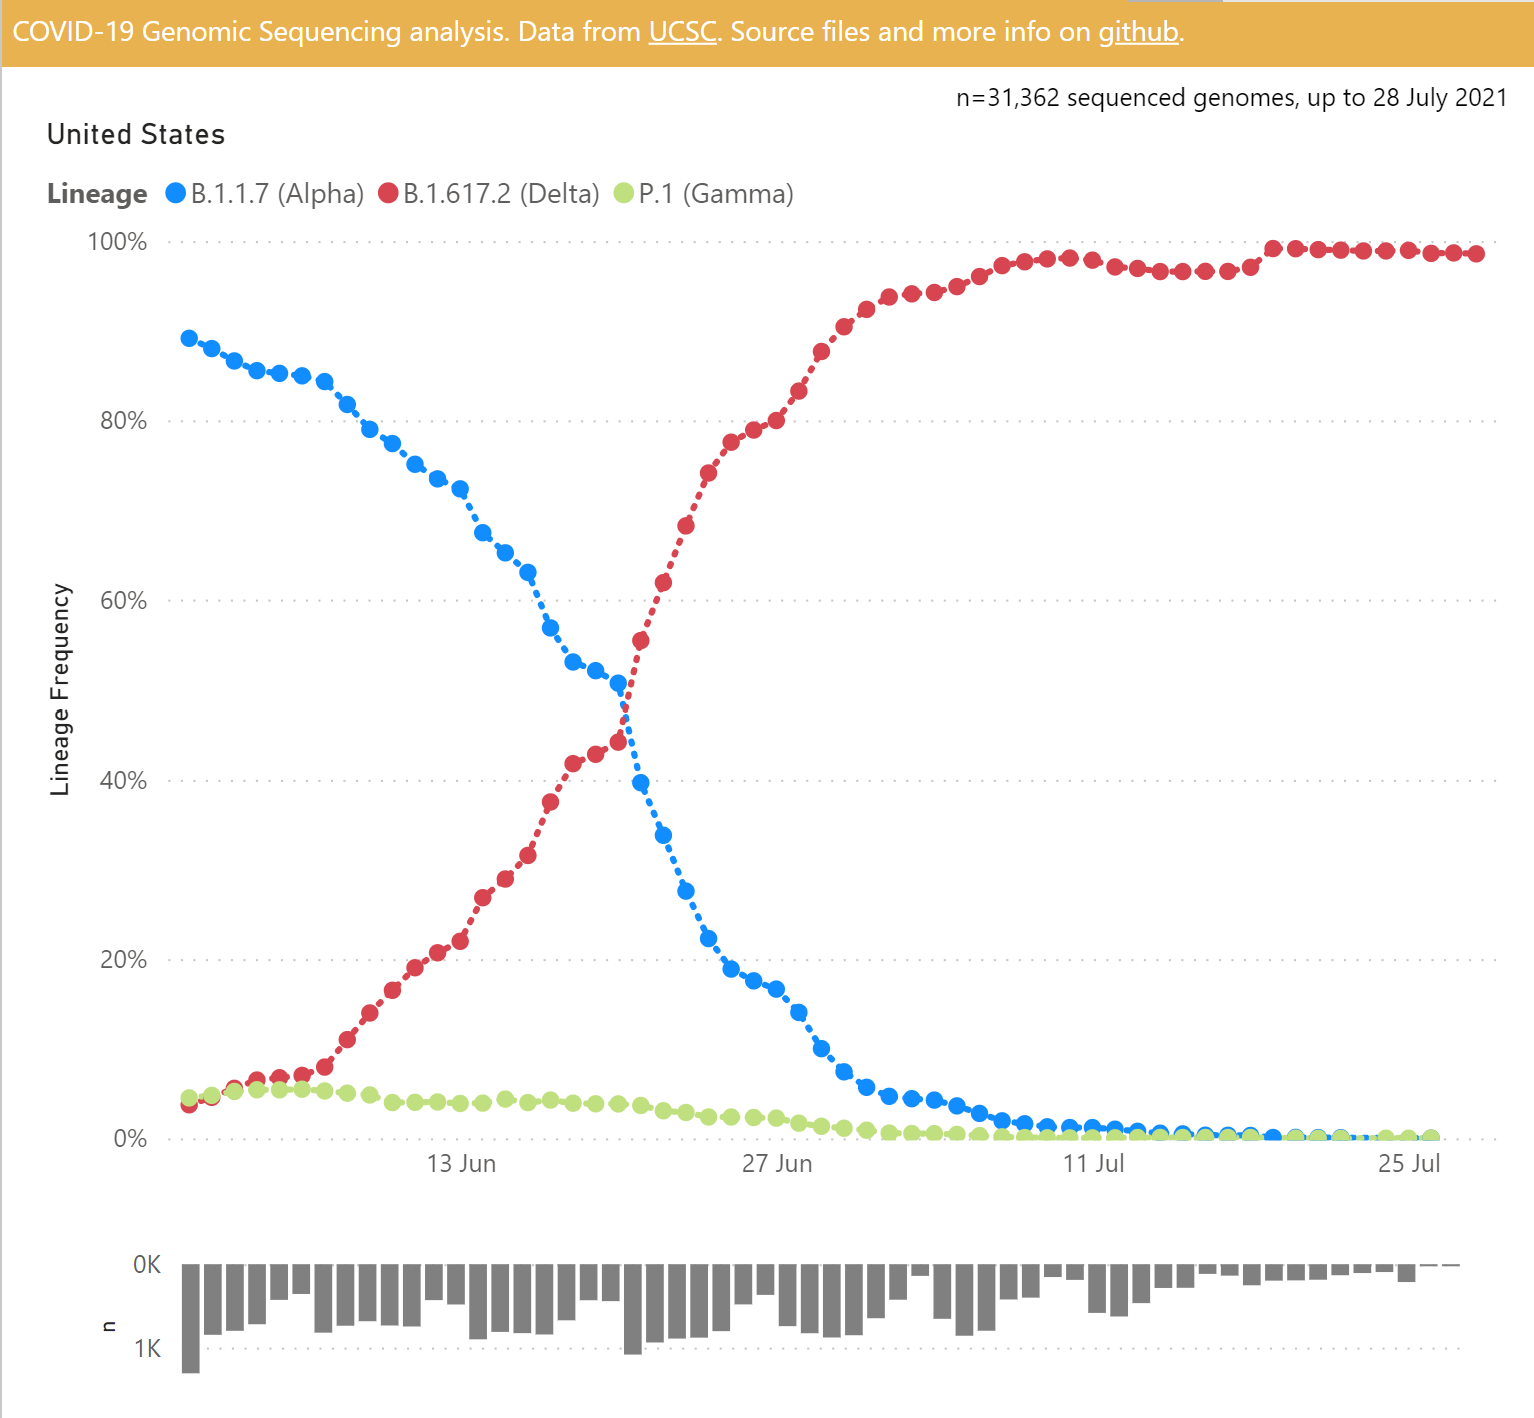 COVID-19 Genomic Sequencing analysis. Data from UCSC. Source files and more info on github.
n=31,362 sequenced genomes, up to 28 July 2021
United States
Lineage B.1.1.7 (Alpha) B.1.617.2 (Delta) P.1 (Gamma)
100%
80%
60%
40%
20%
0%
Lineage Frequency
13 Jun 27 Jun 11 Jul 25 Jul
0K
1K
n